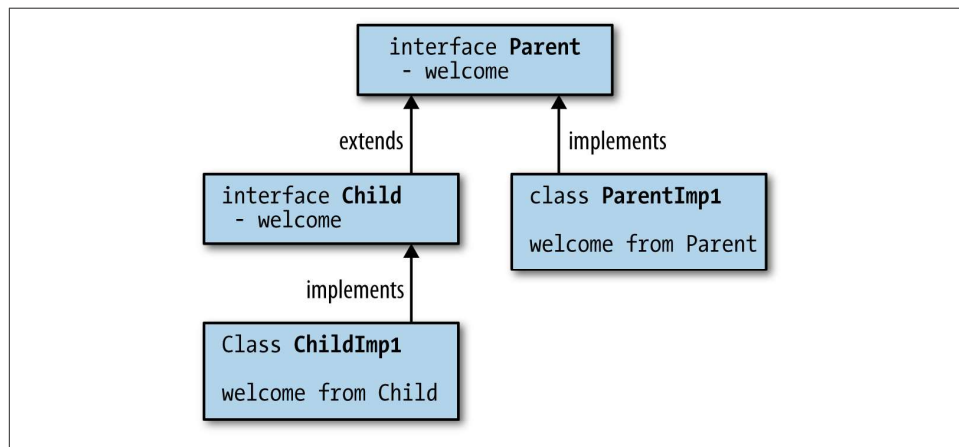 interface Parent
- welcome
extends
implements
interface Child
- welcome
class ParentImp1
welcome from Parent
implements
Class ChildImp1
welcome from Child